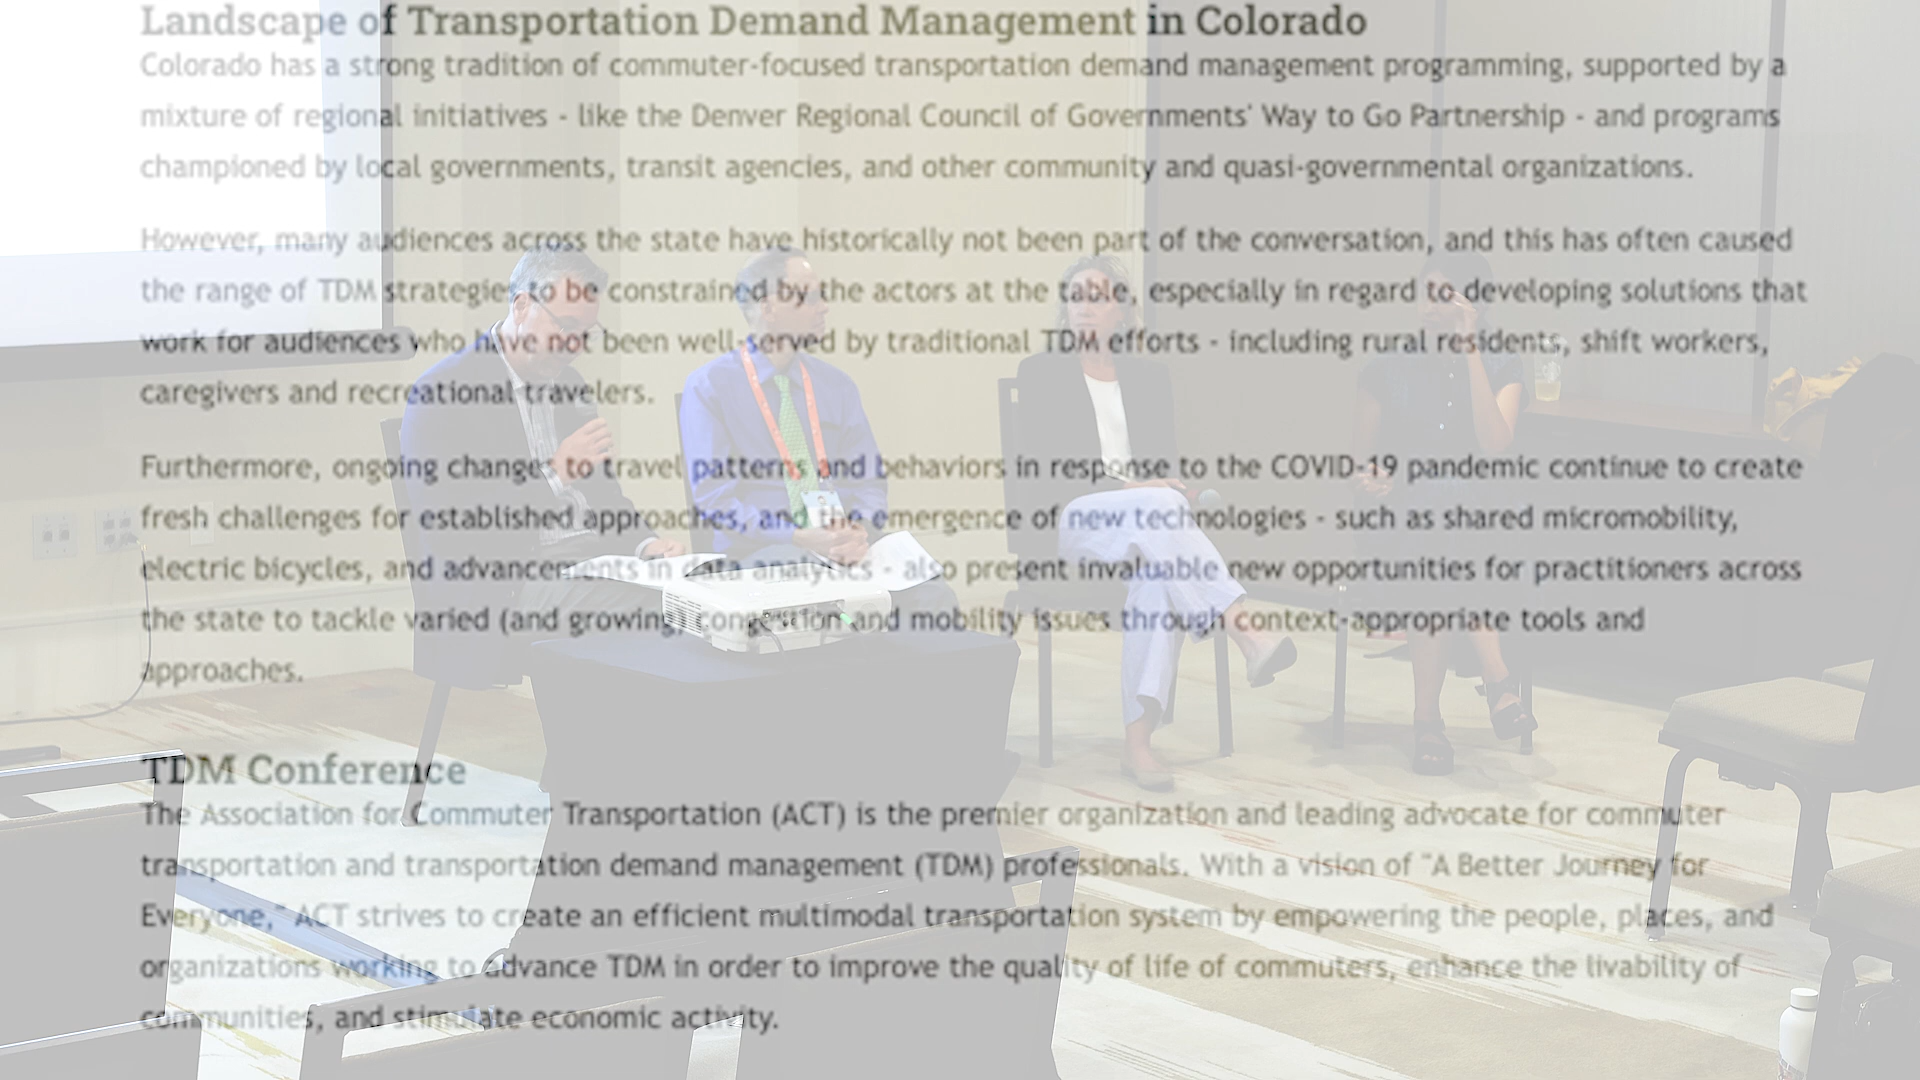 Landscape of Transportation Demand Management in Colorado
Colorado has a strong tradition of commuter-focused transportation demand management programming, supported by a
mixture of regional initiatives - like the Denver Regional Council of Governments' Way to Go Partnership - and programs
championed by local governments, transit agencies, and other community and quasi-governmental organizations.
However, many audiences across the state have historically not been part of the conversation, and this has often caused
the range of TDM strategies to be constrained by the actors at the table, especially in regard to developing solutions that
work for audiences who have not been well-served by traditional TDM efforts - including rural residents, shift workers,
caregivers and recreational travelers.
Furthermore, ongoing changes to travel patterns and behaviors in response to the COVID-19 pandemic continue to create
fresh challenges for established approaches, and the emergence of new technologies - such as shared micromobility,
electric bicycles, and advancements in data analytics - also present invaluable new opportunities for practitioners across
the state to tackle varied (and growing) congestion and mobility issues through context-appropriate tools and
approaches.
TDM Conference
The Association for Commuter Transportation (ACT) is the premier organization and leading advocate for commuter
transportation and transportation demand management (TDM) professionals. With a vision of "A Better Journey for
Everyone," ACT strives to create an efficient multimodal transportation system by empowering the people, places, and
organizations working to advance TDM in order to improve the quality of life of commuters, enhance the livability of
communities, and stimulate economic activity.